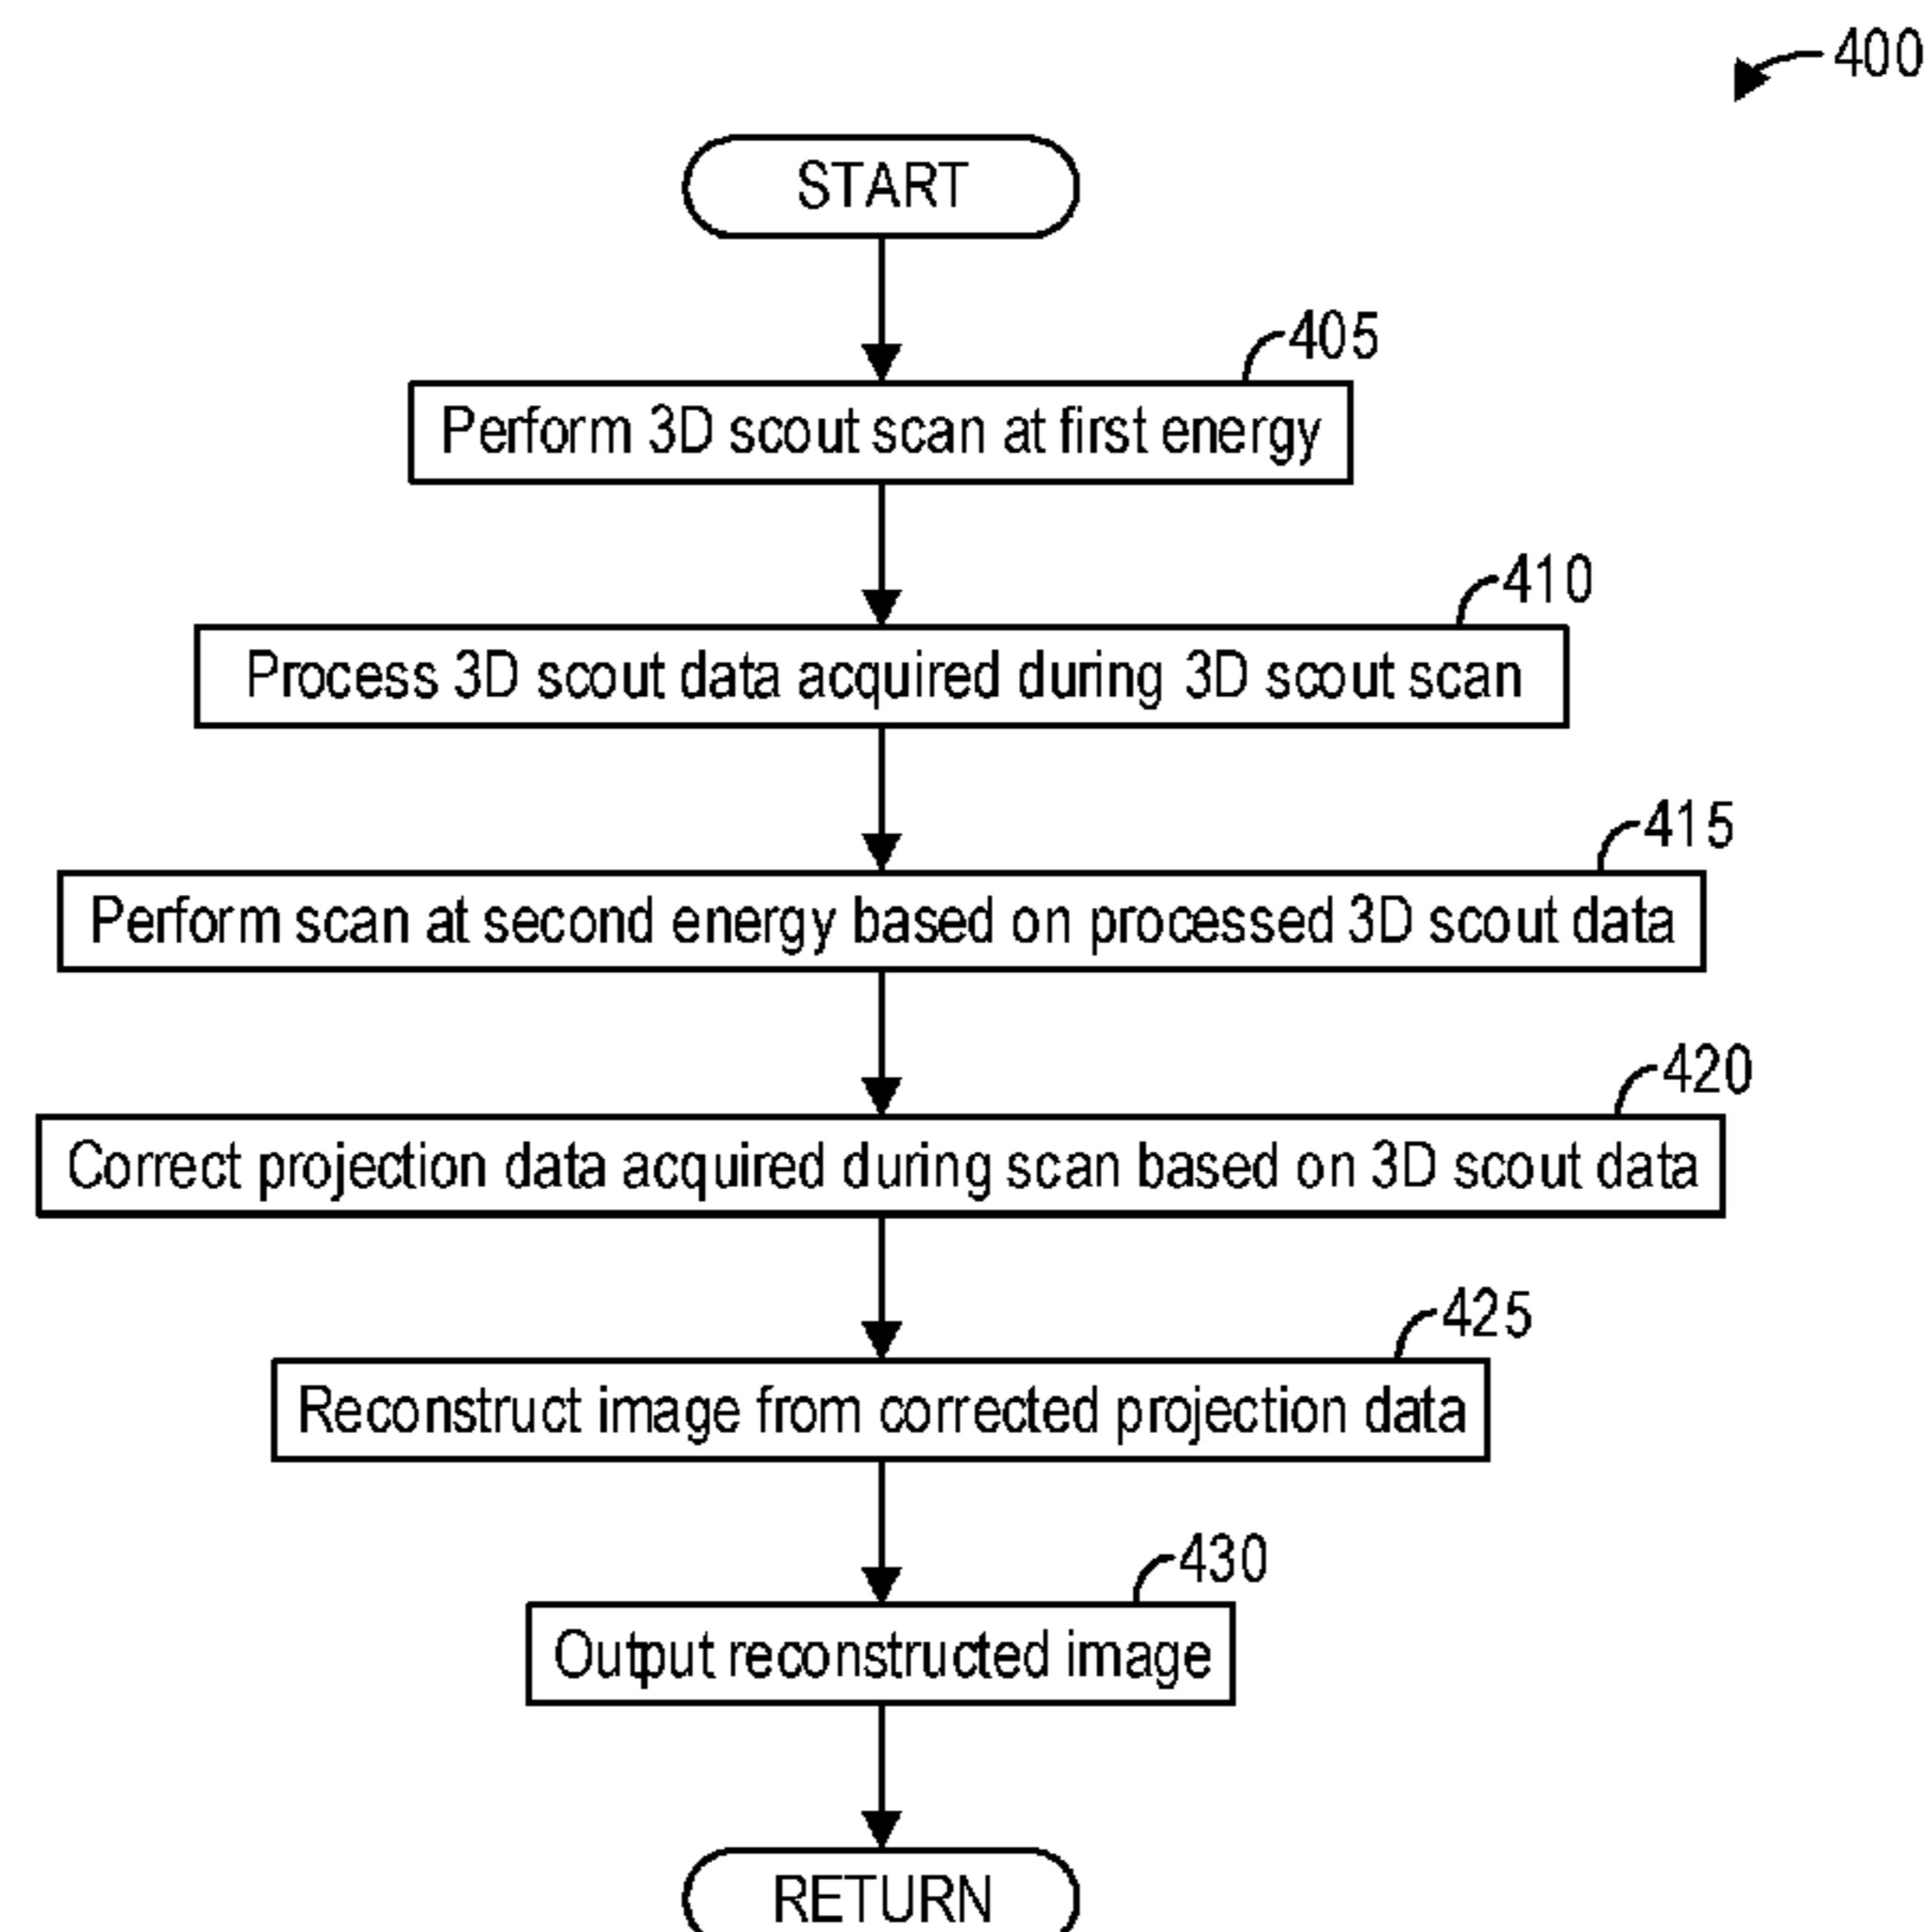 400
START
405
Perform 3D scout scan at first energy
410
Process 3D scout data acquired during 3D scout scan
415
Perform scan at second energy based on processed 3D scout data
420
Correct projection data acquired during scan based on 3D scout data
425
Reconstruct image from corrected projection data
430
Output reconstructed image
RETURN